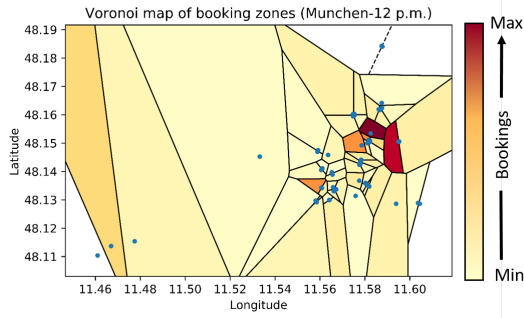 Voronoi map of booking zones (Munchen-12 p.m.)
Max
48.19
48.18
48.17
48.16
48.15
48.14
48.13
48.12
48.11
Latitude
Bookings
Min
11.46 11.48 11.50 11.52 11.54 11.56 11.58 11.60
Longitude